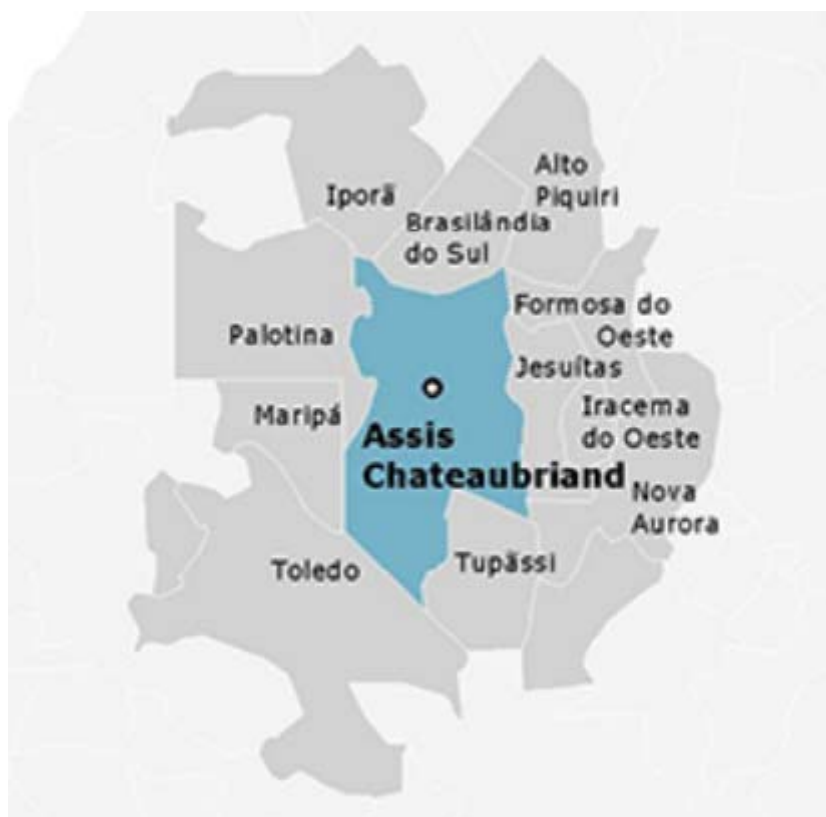 Alto
Piquiri
Iporã
Brasilândia
do Sul
Formosa do
Oeste
Palotina
Jesuítas
Maripá
Iracema
do Oeste
Assis
Chateaubriand
Nova
Aurora
Toledo
Tupãssi